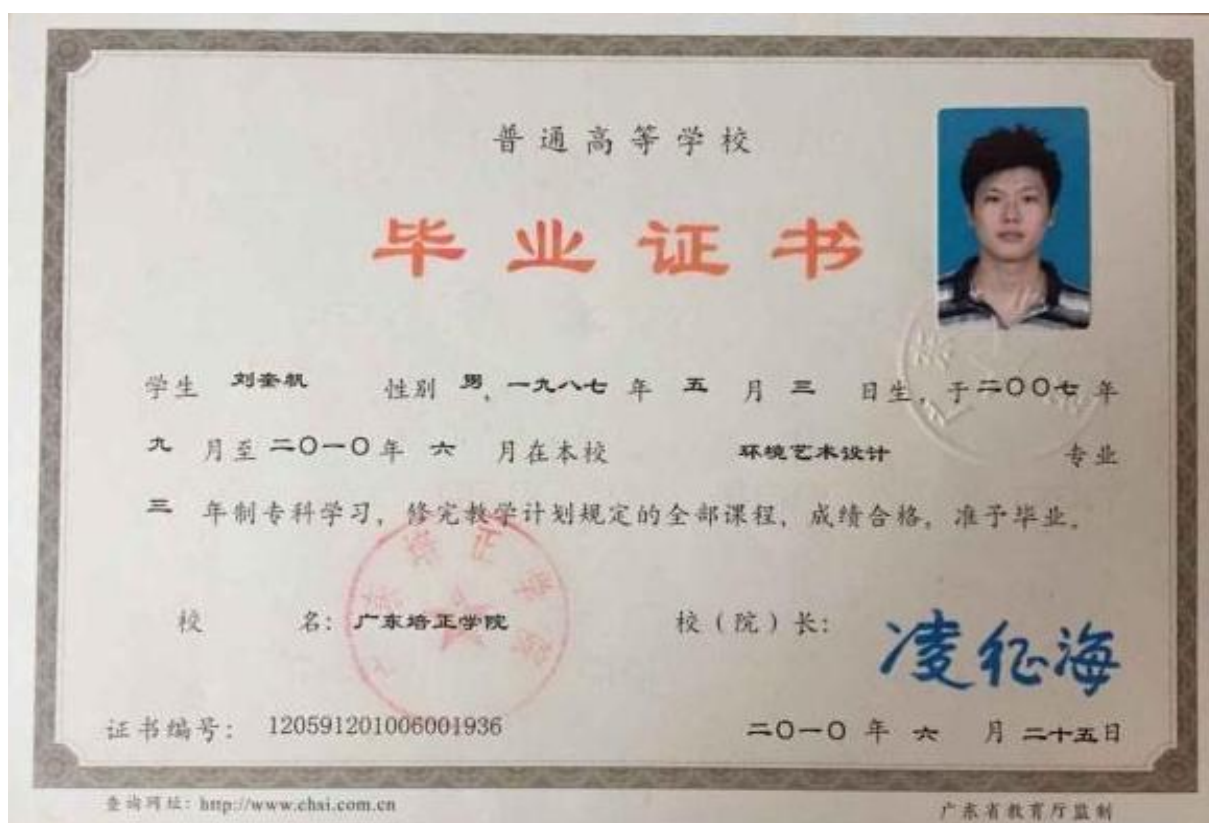 普通高等学校
毕业证书
学生 刘奎帆 性别 男, 一九八七 年 五 月 三 日生, 于二〇〇七 年
九 月至 二〇一〇 年 六 月在本校 环境艺术设计 专业
三 年制专科学习, 修完教学计划规定的全部课程, 成绩合格, 准予毕业。
校 名: 广东培正学院 校(院)长: 凌征海
证书编号: 120591201006001936 二〇一〇 年 六 月 二十五日
查询网址: http://www.chsi.com.cn 广东省教育厅监制